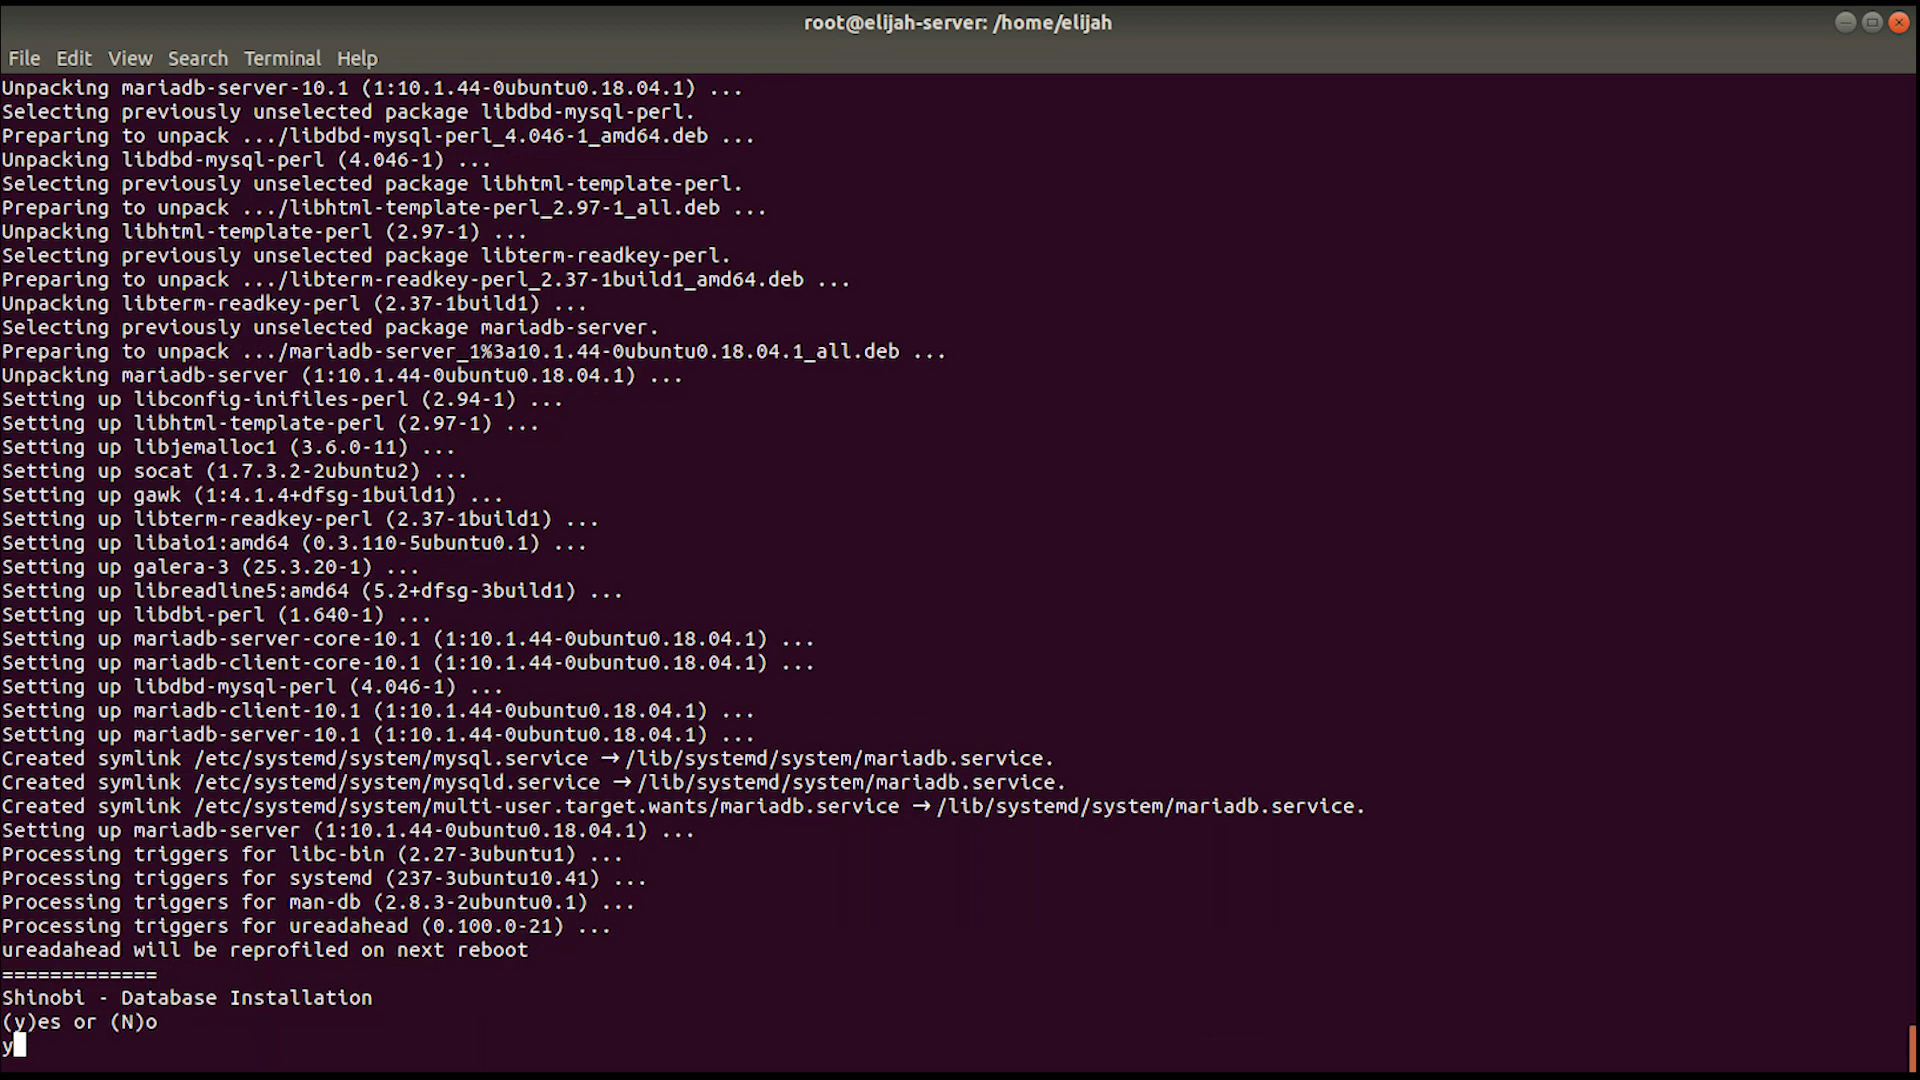 root@elijah-server: /home/elijah
File Edit View Search Terminal Help
Unpacking mariadb-server-10.1 (1:10.1.44-0ubuntu0.18.04.1) ...
Selecting previously unselected package libdbd-mysql-perl.
Preparing to unpack .../libdbd-mysql-perl_4.046-1_amd64.deb ...
Unpacking libdbd-mysql-perl (4.046-1) ...
Selecting previously unselected package libhtml-template-perl.
Preparing to unpack .../libhtml-template-perl_2.97-1_all.deb ...
Unpacking libhtml-template-perl (2.97-1) ...
Selecting previously unselected package libterm-readkey-perl.
Preparing to unpack .../libterm-readkey-perl_2.37-1build1_amd64.deb ...
Unpacking libterm-readkey-perl (2.37-1build1) ...
Selecting previously unselected package mariadb-server.
Preparing to unpack .../mariadb-server_1%3a10.1.44-0ubuntu0.18.04.1_all.deb ...
Unpacking mariadb-server (1:10.1.44-0ubuntu0.18.04.1) ...
Setting up libconfig-inifiles-perl (2.94-1) ...
Setting up libhtml-template-perl (2.97-1) ...
Setting up libjemalloc1 (3.6.0-11) ...
Setting up socat (1.7.3.2-2ubuntu2) ...
Setting up gawk (1:4.1.4+dfsg-1build1) ...
Setting up libterm-readkey-perl (2.37-1build1) ...
Setting up libaio1:amd64 (0.3.110-5ubuntu0.1) ...
Setting up galera-3 (25.3.20-1) ...
Setting up libreadline5:amd64 (5.2+dfsg-3build1) ...
Setting up libdbi-perl (1.640-1) ...
Setting up mariadb-server-core-10.1 (1:10.1.44-0ubuntu0.18.04.1) ...
Setting up mariadb-client-core-10.1 (1:10.1.44-0ubuntu0.18.04.1) ...
Setting up libdbd-mysql-perl (4.046-1) ...
Setting up mariadb-client-10.1 (1:10.1.44-0ubuntu0.18.04.1) ...
Setting up mariadb-server-10.1 (1:10.1.44-0ubuntu0.18.04.1) ...
Created symlink /etc/systemd/system/mysql.service → /lib/systemd/system/mariadb.service.
Created symlink /etc/systemd/system/mysqld.service → /lib/systemd/system/mariadb.service.
Created symlink /etc/systemd/system/multi-user.target.wants/mariadb.service → /lib/systemd/system/mariadb.service.
Setting up mariadb-server (1:10.1.44-0ubuntu0.18.04.1) ...
Processing triggers for libc-bin (2.27-3ubuntu1) ...
Processing triggers for systemd (237-3ubuntu10.41) ...
Processing triggers for man-db (2.8.3-2ubuntu0.1) ...
Processing triggers for ureadahead (0.100.0-21) ...
ureadahead will be reprofiled on next reboot
=============
Shinobi - Database Installation
(y)es or (N)o
y